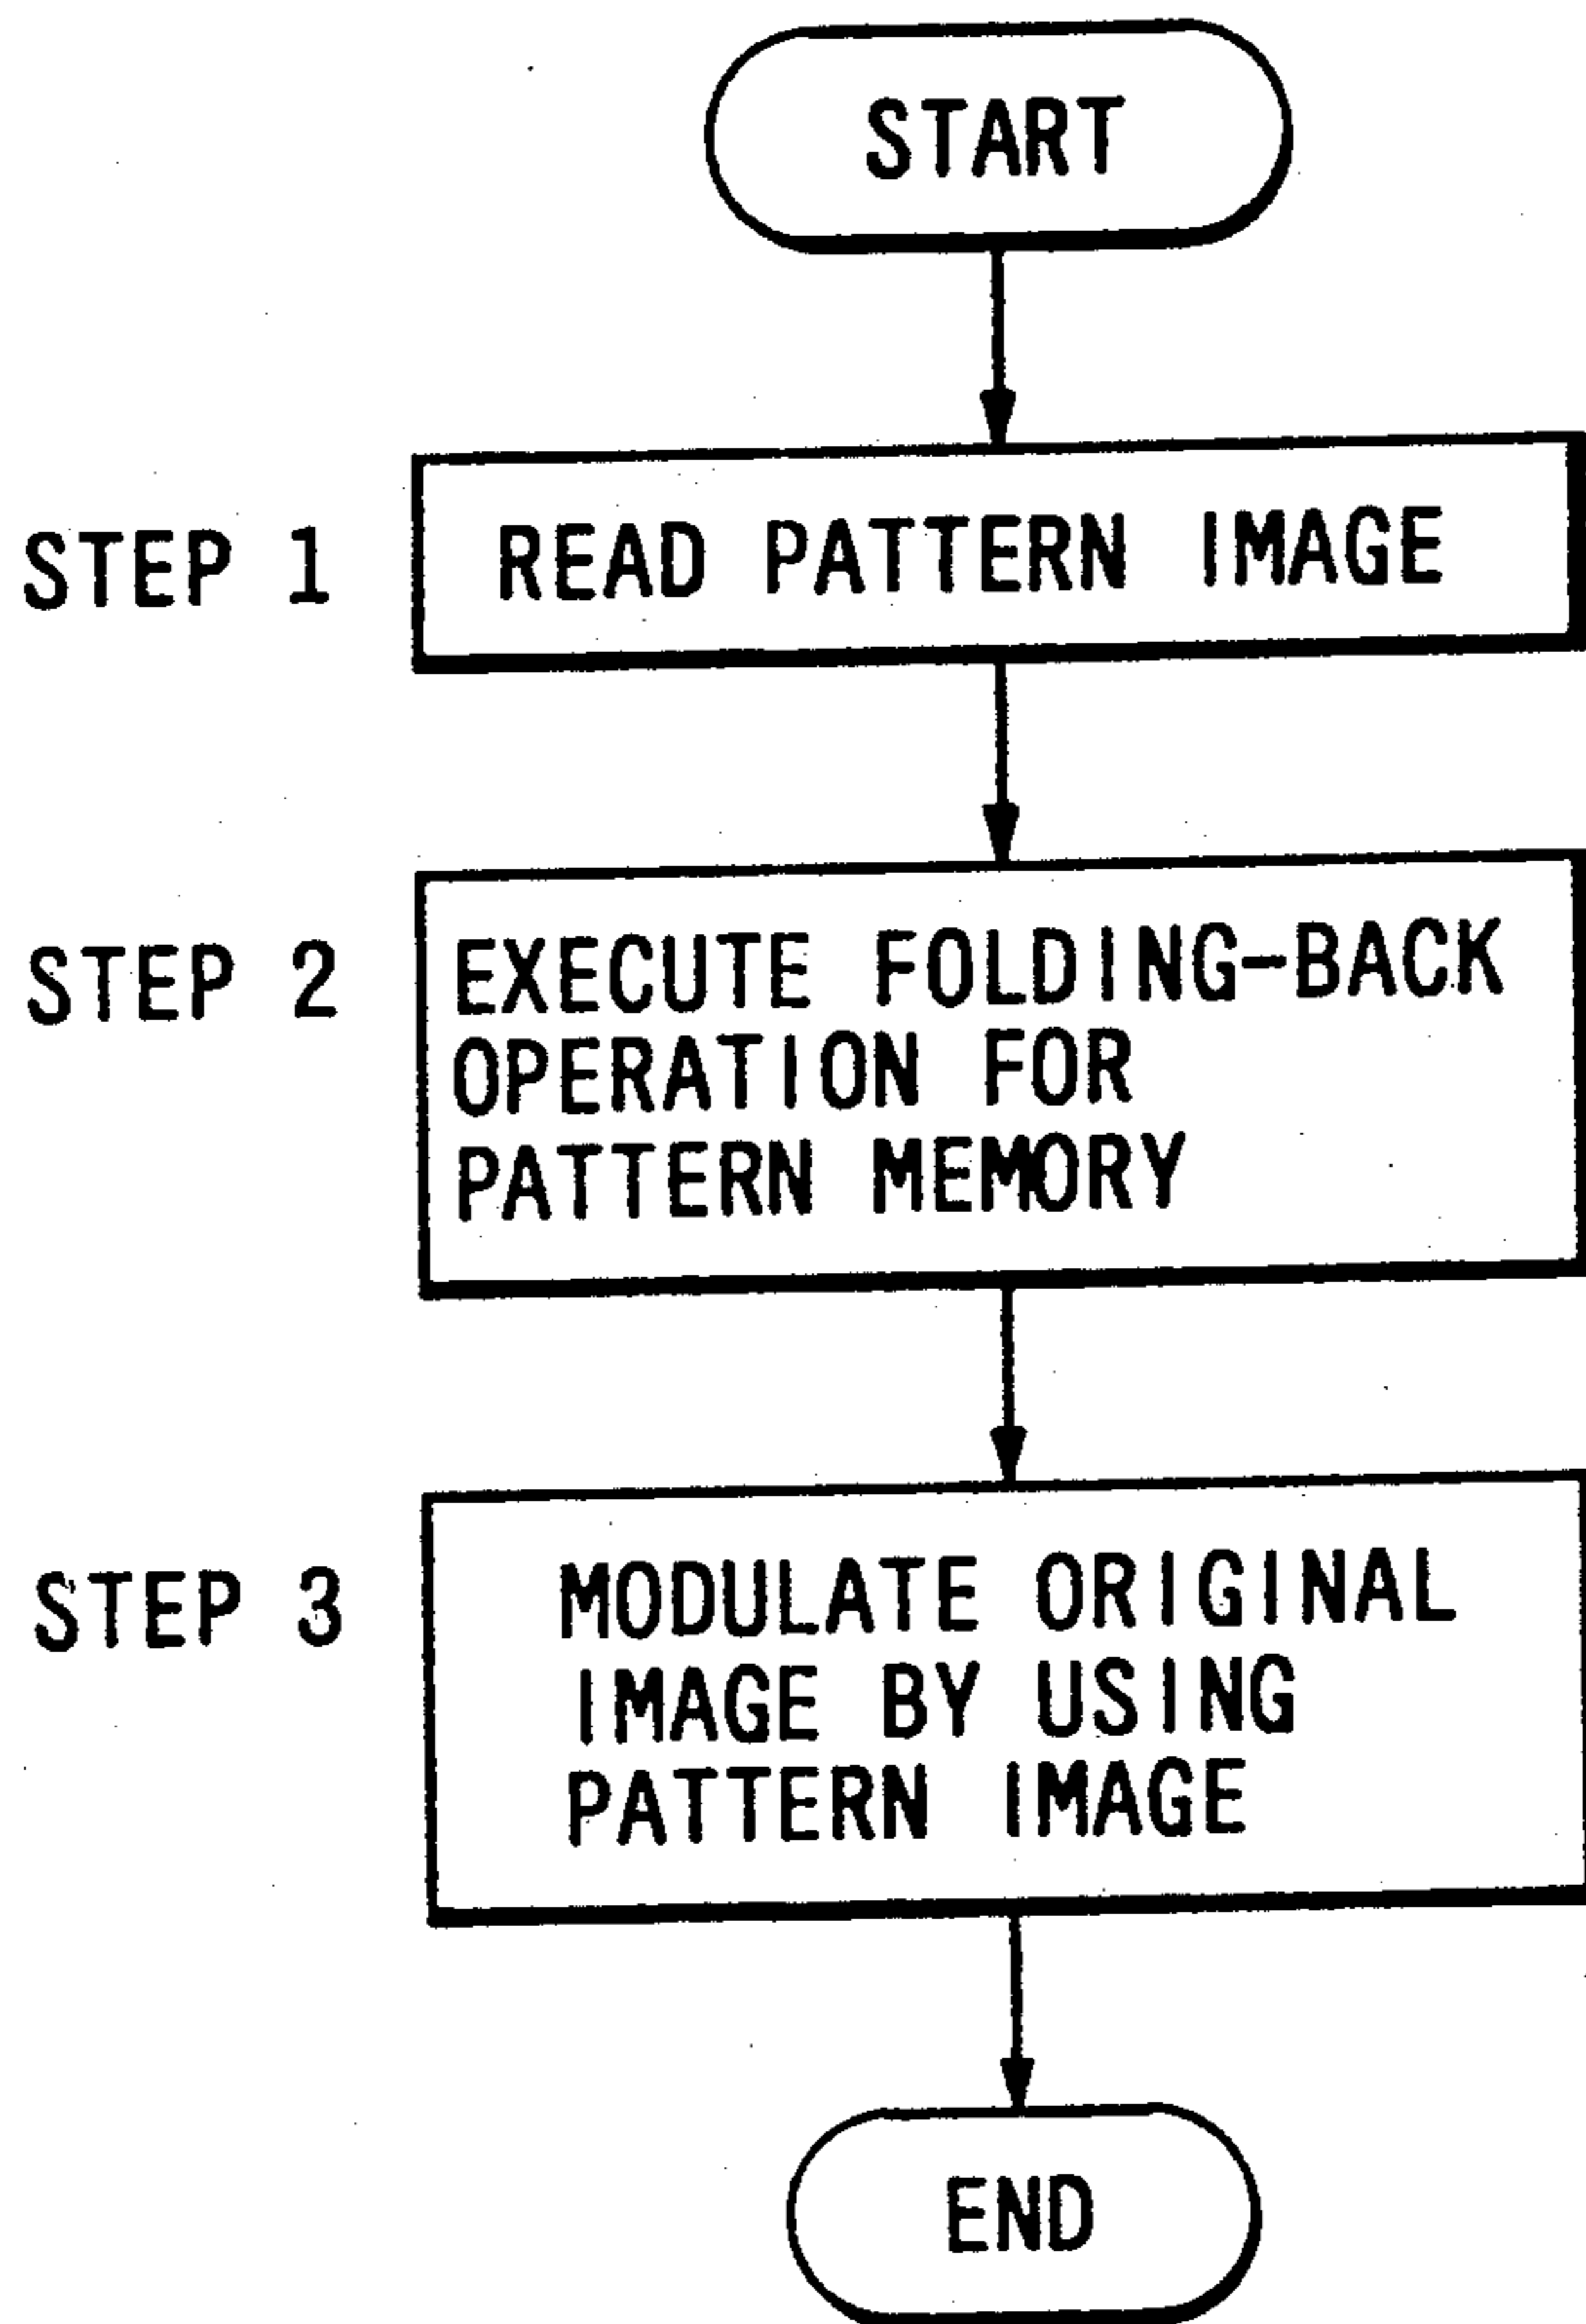 START
STEP 1
READ PATTERN IMAGE
STEP 2
EXECUTE FOLDING-BACK
OPERATION FOR
PATTERN MEMORY
STEP 3
MODULATE ORIGINAL
IMAGE BY USING
PATTERN IMAGE
END